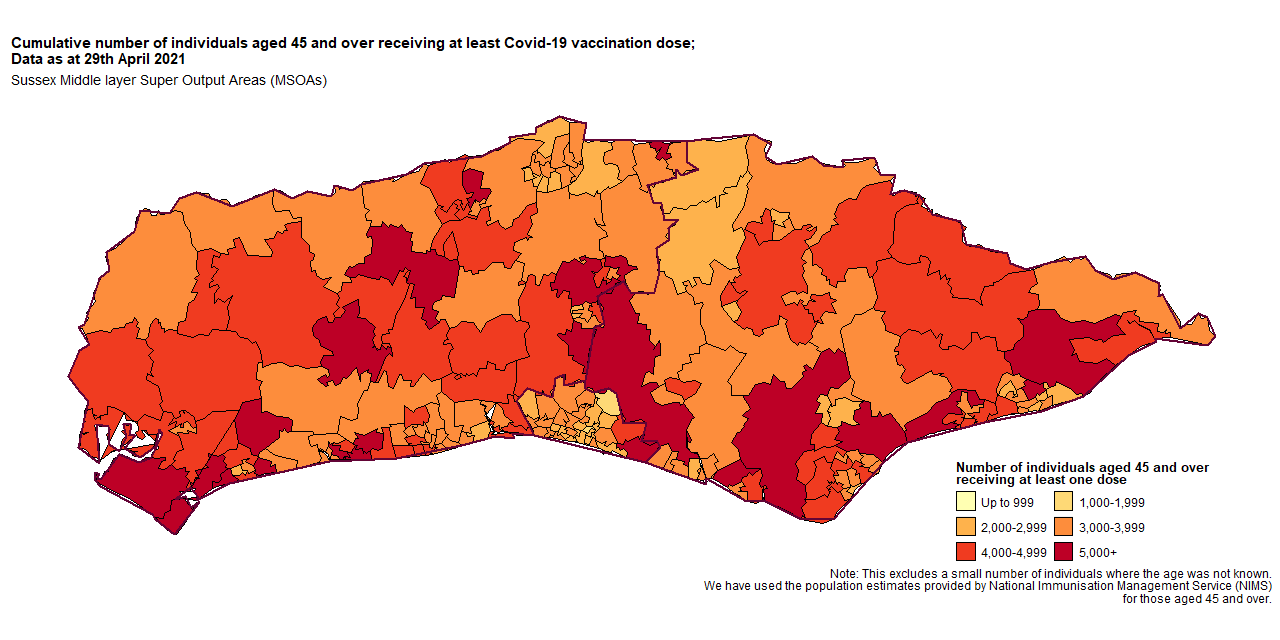 Cumulative number of individuals aged 45 and over receiving at least Covid-19 vaccination dose;
Data as at 29th April 2021
Sussex Middle layer Super Output Areas (MSOAs)
Number of individuals aged 45 and over
receiving at least one dose
Up to 999
1,000-1,999
2,000-2,999
3,000-3,999
4,000-4,999
5,000+
Note: This excludes a small number of individuals where the age was not known.
We have used the population estimates provided by National Immunisation Management Service (NIMS)
for those aged 45 and over.